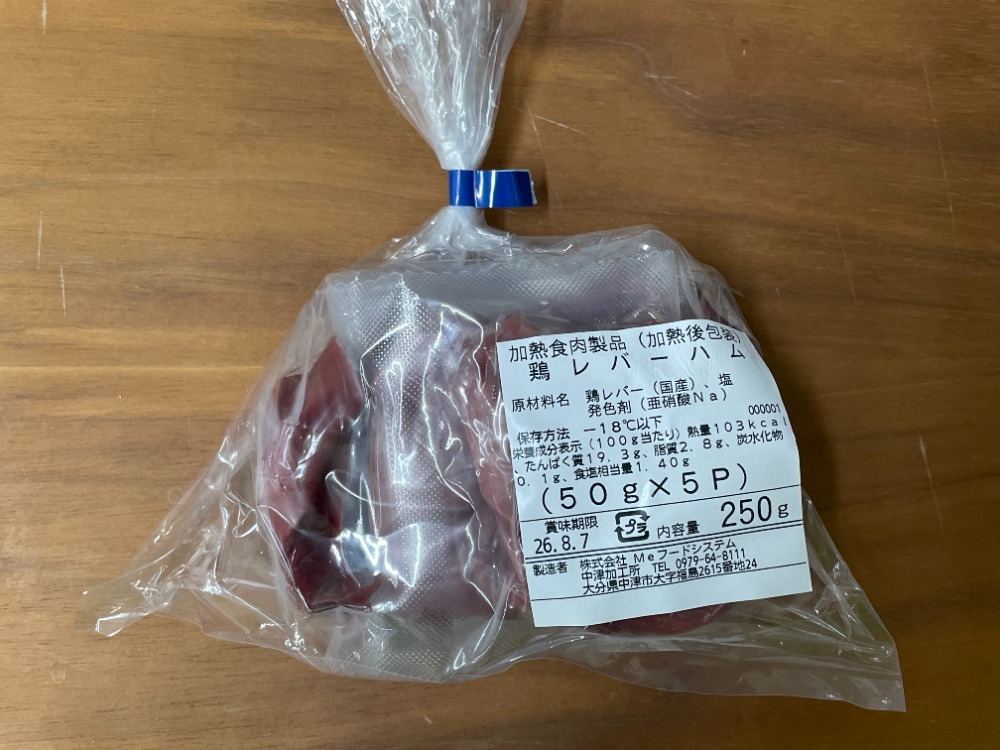 加熱食肉製品(加熱後包装)
鶏レバーハム
原材料名 鶏レバー(国産)、塩
発色剤(亜硝酸Na)
000001
保存方法 -18℃以下
栄養成分表示(100g当たり)熱量103kcal
、たんぱく質19.3g、脂質2.8g、炭水化物
0.1g、食塩相当量1.40g
(50g×5P)
賞味期限 プラ 内容量 250g
26.8.7
製造者 株式会社 Meフードシステム
中津加工所 TEL 0979-64-8111
大分県中津市大字福島2615番地24